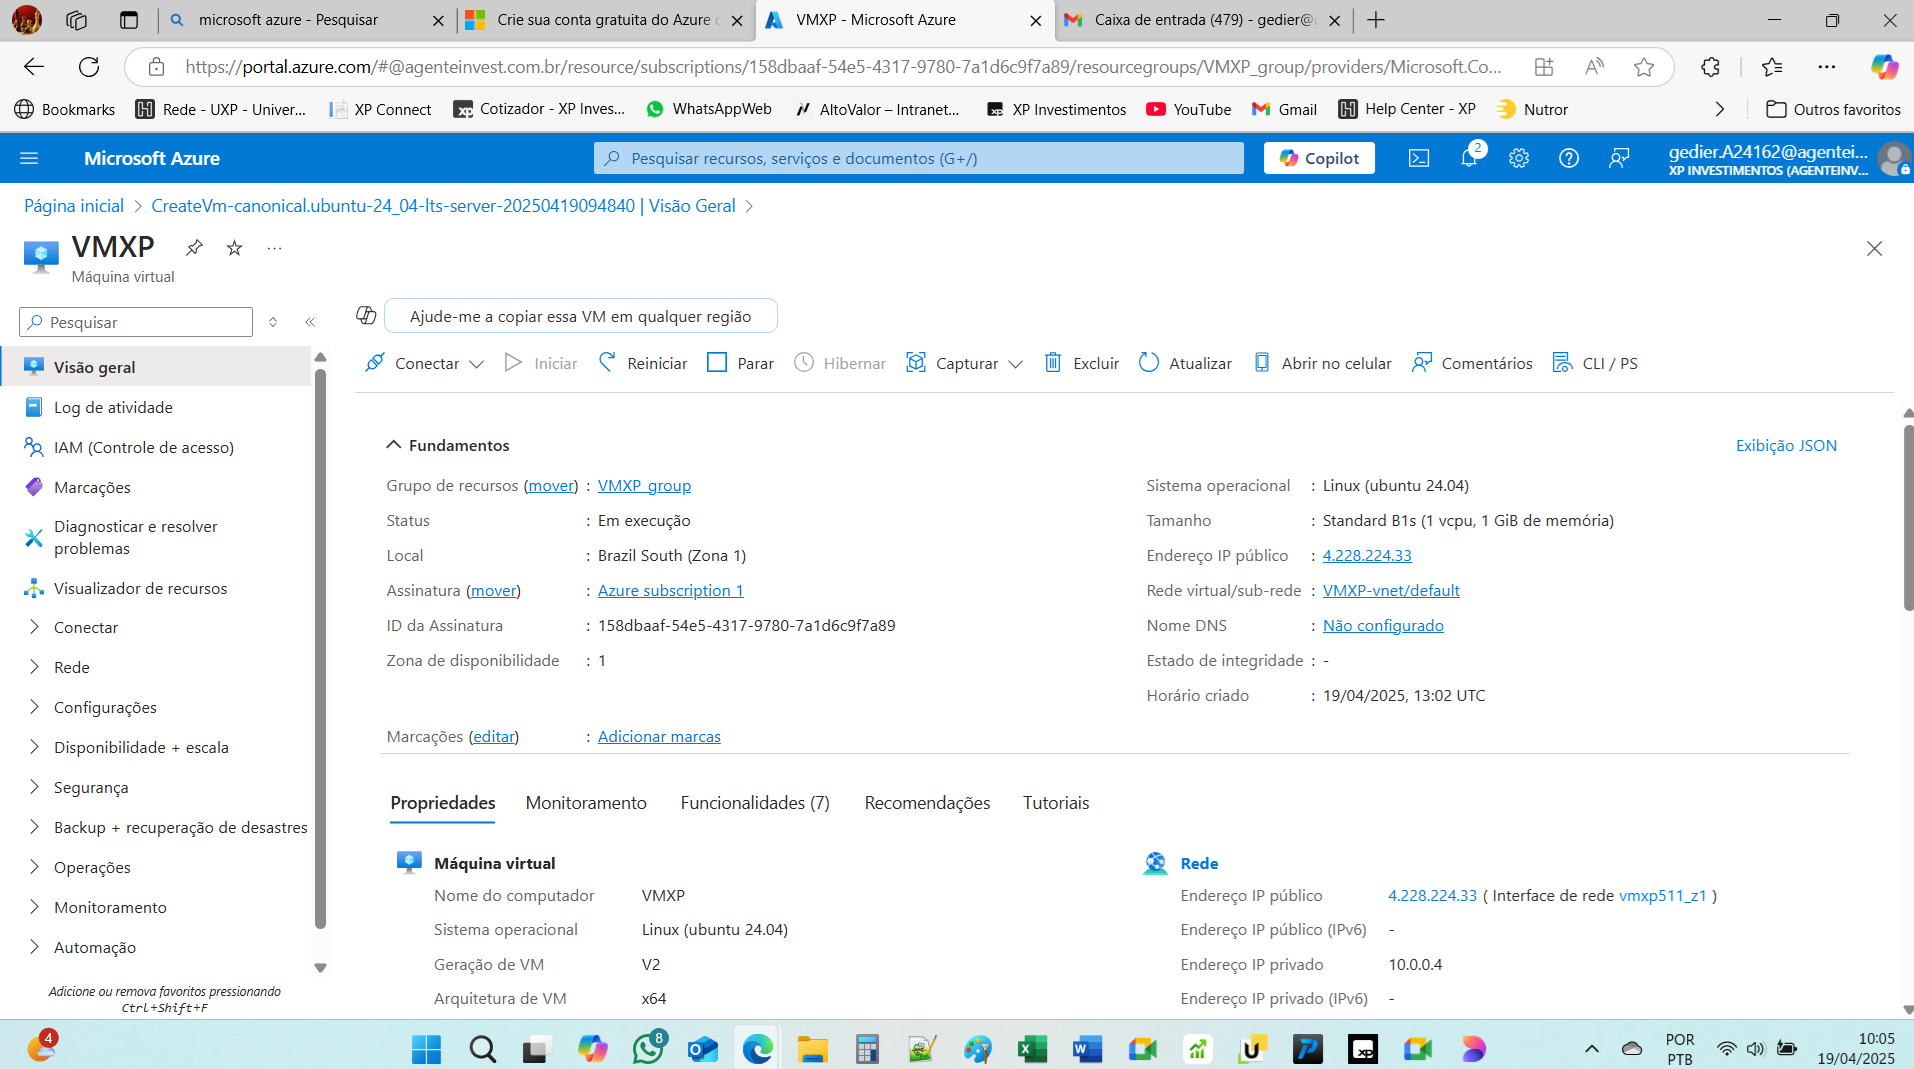 microsoft azure - Pesquisar
Crie sua conta gratuita do Azure
VMXP - Microsoft Azure
Caixa de entrada (479) - gedier@
https://portal.azure.com/#@agenteinvest.com.br/resource/subscriptions/158dbaaf-54e5-4317-9780-7a1d6c9f7a89/resourcegroups/VMXP_group/providers/Microsoft.Co...
Bookmarks
Rede - UXP - Univer...
XP Connect
Cotizador - XP Inves...
WhatsAppWeb
AltoValor – Intranet...
XP Investimentos
YouTube
Gmail
Help Center - XP
Nutror
Outros favoritos
Microsoft Azure
Pesquisar recursos, serviços e documentos (G+/)
Copilot
2
gedier.A24162@agentei...
XP INVESTIMENTOS (AGENTEINV...
Página inicial > CreateVm-canonical.ubuntu-24_04-lts-server-20250419094840 | Visão Geral >
VMXP
Máquina virtual
Pesquisar
Ajude-me a copiar essa VM em qualquer região
Conectar
Iniciar
Reiniciar
Parar
Hibernar
Capturar
Excluir
Atualizar
Abrir no celular
Comentários
CLI / PS
Visão geral
Log de atividade
IAM (Controle de acesso)
Marcações
Diagnosticar e resolver
problemas
Visualizador de recursos
Conectar
Rede
Configurações
Disponibilidade + escala
Segurança
Backup + recuperação de desastres
Operações
Monitoramento
Automação
Adicione ou remova favoritos pressionando
Ctrl+Shift+F
Fundamentos
Exibição JSON
Grupo de recursos (mover) : VMXP_group
Status : Em execução
Local : Brazil South (Zona 1)
Assinatura (mover) : Azure subscription 1
ID da Assinatura : 158dbaaf-54e5-4317-9780-7a1d6c9f7a89
Zona de disponibilidade : 1
Sistema operacional : Linux (ubuntu 24.04)
Tamanho : Standard B1s (1 vcpu, 1 GiB de memória)
Endereço IP público : 4.228.224.33
Rede virtual/sub-rede : VMXP-vnet/default
Nome DNS : Não configurado
Estado de integridade : -
Horário criado : 19/04/2025, 13:02 UTC
Marcações (editar) : Adicionar marcas
Propriedades
Monitoramento
Funcionalidades (7)
Recomendações
Tutoriais
Máquina virtual
Nome do computador VMXP
Sistema operacional Linux (ubuntu 24.04)
Geração de VM V2
Arquitetura de VM x64
Rede
Endereço IP público 4.228.224.33 ( Interface de rede vmxp511_z1 )
Endereço IP público (IPv6) -
Endereço IP privado 10.0.0.4
Endereço IP privado (IPv6) -
4
8
xp
POR
PTB
10:05
19/04/2025